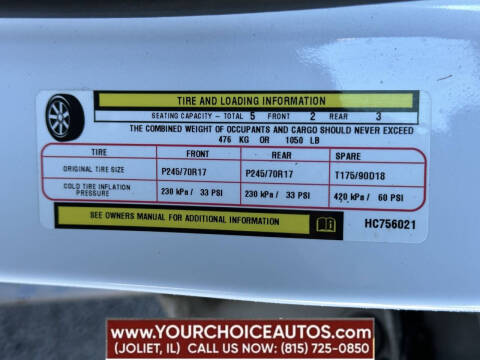 TIRE AND LOADING INFORMATION
SEATING CAPACITY - TOTAL 5 FRONT 2 REAR 3
THE COMBINED WEIGHT OF OCCUPANTS AND CARGO SHOULD NEVER EXCEED
476 KG OR 1050 LB
TIRE FRONT REAR SPARE
ORIGINAL TIRE SIZE P245/70R17 P245/70R17 T175/90D18
COLD TIRE INFLATION PRESSURE 230 kPa / 33 PSI 230 kPa / 33 PSI 420 kPa / 60 PSI
SEE OWNERS MANUAL FOR ADDITIONAL INFORMATION HC756021
WWW.YOURCHOICEAUTOS.COM
(JOLIET, IL) CALL US NOW: (815) 725-0850